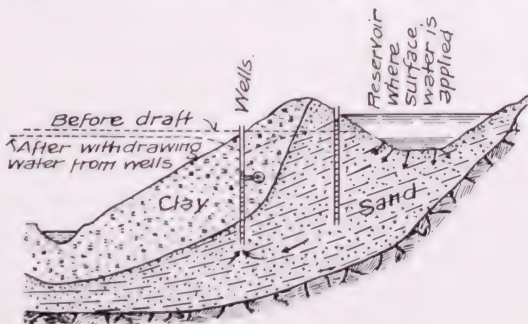 Before draft
After withdrawing
water from wells
Wells.
Reservoir
where
surface
water is
applied
Clay
Sand